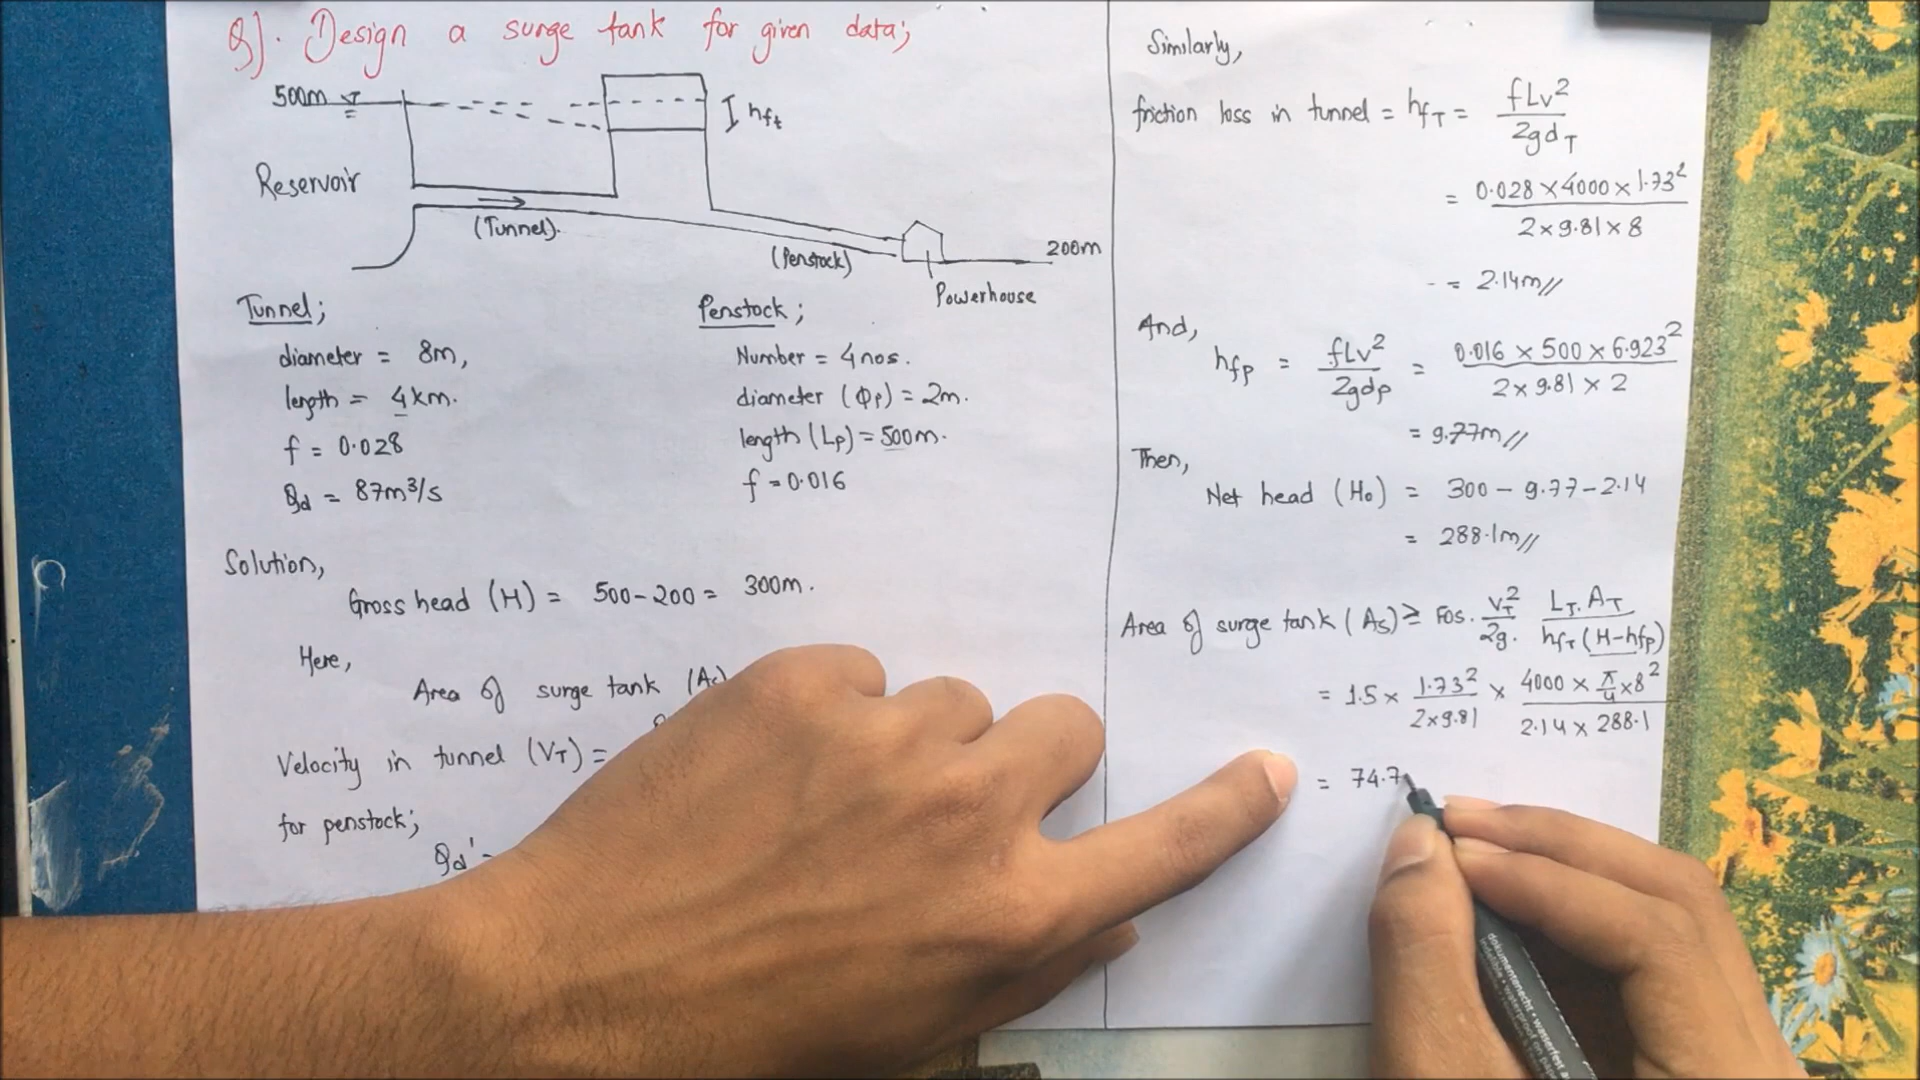 Q). Design a surge tank for given data;
500m
hft
Reservoir
(Tunnel).
(Penstock)
200m
Powerhouse
Tunnel;
diameter = 8m,
length = 4km.
f = 0.028
Qd = 87m³/s
Penstock;
Number = 4nos.
diameter (Φp) = 2m.
length (Lp) = 500m.
f = 0.016
Solution,
Gross head (H) = 500-200 = 300m.
Here,
Area of surge tank (As)
Velocity in tunnel (VT) =
for penstock;
Qd' =
Similarly,
friction loss in tunnel = hfT = fLv² / 2gdT
= 0.028 × 4000 × 1.73² / 2 × 9.81 × 8
= 2.14m//
And,
hfp = fLv² / 2gdp = 0.016 × 500 × 6.923² / 2 × 9.81 × 2
= 9.77m//
Then,
Net head (Ho) = 300 - 9.77 - 2.14
= 288.1m//
Area of surge tank (As) ≥ Fos. VT² / 2g. LT. AT / hfT (H-hfp)
= 1.5 × 1.73² / 2×9.81 × 4000 × π/4 × 8² / 2.14 × 288.1
= 74.7
dokumentenecht • waterproof